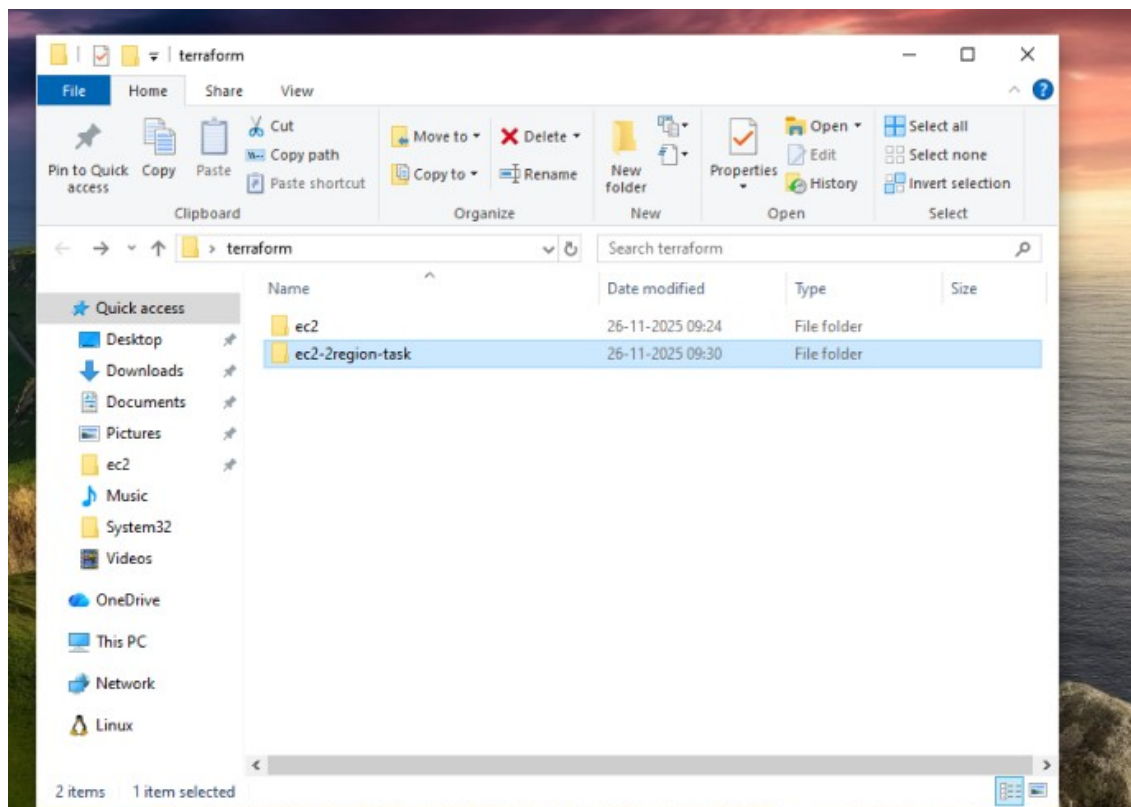 terraform
File Home Share View
Pin to Quick access
Copy
Paste
Cut
Copy path
Paste shortcut
Clipboard
Move to
Copy to
Delete
Rename
Organize
New folder
New
Properties
Open
Edit
History
Open
Select all
Select none
Invert selection
Select
terraform
Search terraform
Name Date modified Type Size
ec2 26-11-2025 09:24 File folder
ec2-2region-task 26-11-2025 09:30 File folder
Quick access
Desktop
Downloads
Documents
Pictures
ec2
Music
System32
Videos
OneDrive
This PC
Network
Linux
2 items 1 item selected